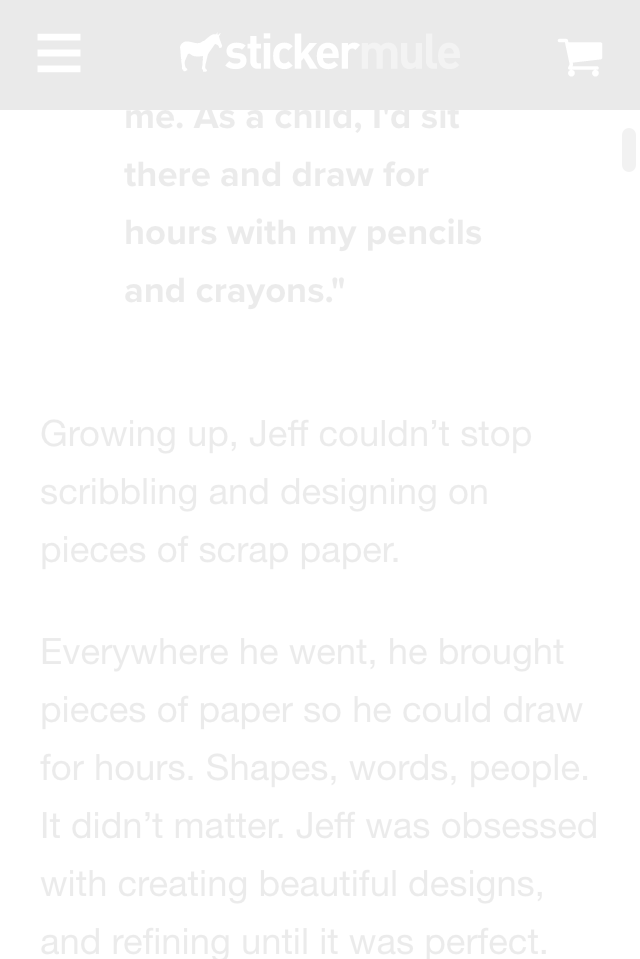 stickermule
me. As a child, I'd sit
there and draw for
hours with my pencils
and crayons."
Growing up, Jeff couldn’t stop
scribbling and designing on
pieces of scrap paper.
Everywhere he went, he brought
pieces of paper so he could draw
for hours. Shapes, words, people.
It didn’t matter. Jeff was obsessed
with creating beautiful designs,
and refining until it was perfect.